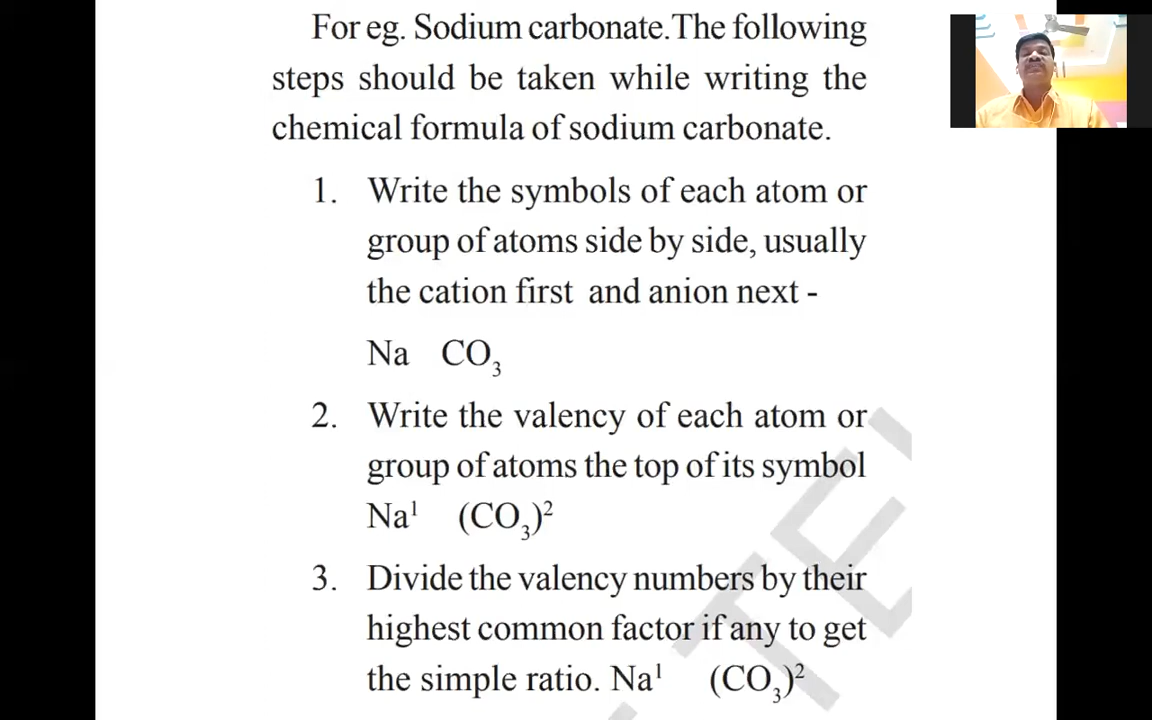 For eg. Sodium carbonate.The following
steps should be taken while writing the
chemical formula of sodium carbonate.
1. Write the symbols of each atom or
group of atoms side by side, usually
the cation first and anion next -
Na CO₃
2. Write the valency of each atom or
group of atoms the top of its symbol
Na¹ (CO₃)²
3. Divide the valency numbers by their
highest common factor if any to get
the simple ratio. Na¹ (CO₃)²